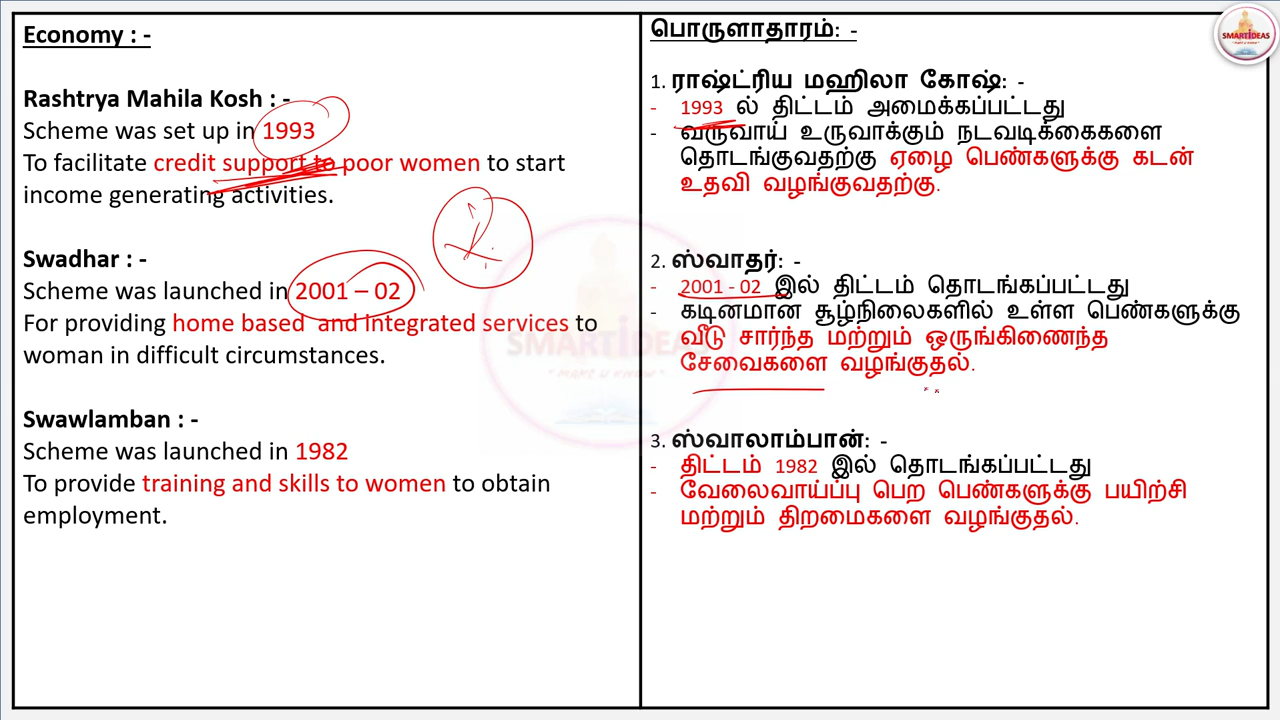 Economy : -
Rashtrya Mahila Kosh : -
Scheme was set up in 1993
To facilitate credit support to poor women to start
income generating activities.
Swadhar : -
Scheme was launched in 2001 – 02
For providing home based and integrated services to
woman in difficult circumstances.
Swawlamban : -
Scheme was launched in 1982
To provide training and skills to women to obtain
employment.
பொருளாதாரம்: -
1. ராஷ்ட்ரிய மஹிலா கோஷ்: -
- 1993 ல் திட்டம் அமைக்கப்பட்டது
- வருவாய் உருவாக்கும் நடவடிக்கைகளை
தொடங்குவதற்கு ஏழை பெண்களுக்கு கடன்
உதவி வழங்குவதற்கு.
2. ஸ்வாதர்: -
- 2001 - 02 இல் திட்டம் தொடங்கப்பட்டது
- கடினமான சூழ்நிலைகளில் உள்ள பெண்களுக்கு
வீடு சார்ந்த மற்றும் ஒருங்கிணைந்த
சேவைகளை வழங்குதல்.
3. ஸ்வாலாம்பான்: -
- திட்டம் 1982 இல் தொடங்கப்பட்டது
- வேலைவாய்ப்பு பெற பெண்களுக்கு பயிற்சி
மற்றும் திறமைகளை வழங்குதல்.
SMARTIDEAS
SMARTIDEAS
" MAKE U KNOW "